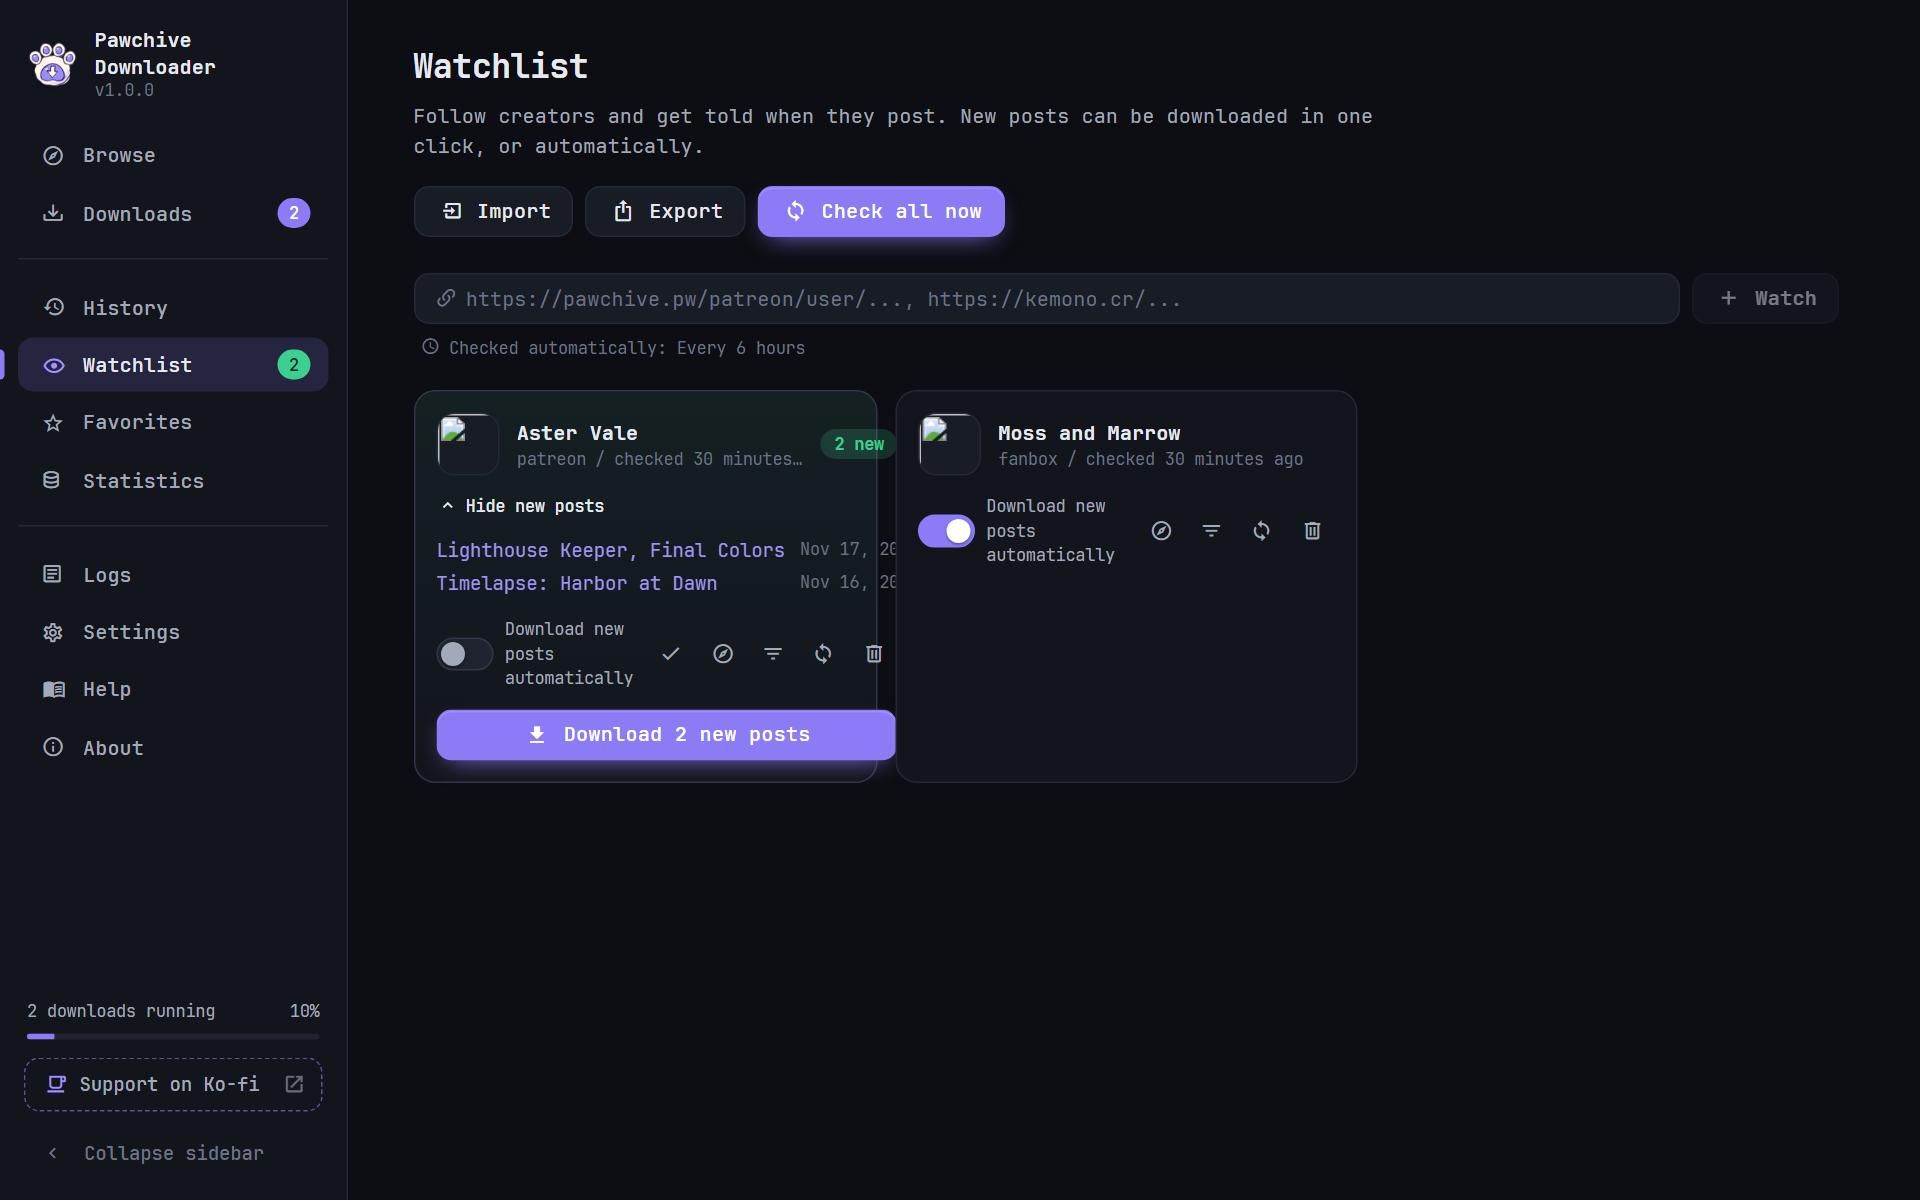 Pawchive
Downloader
v1.0.0
Browse
Downloads 2
History
Watchlist 2
Favorites
Statistics
Logs
Settings
Help
About
2 downloads running 10%
Support on Ko-fi
Collapse sidebar
Watchlist
Follow creators and get told when they post. New posts can be downloaded in one
click, or automatically.
Import Export Check all now
https://pawchive.pw/patreon/user/..., https://kemono.cr/... Watch
Checked automatically: Every 6 hours
Aster Vale
patreon / checked 30 minutes…
2 new
Hide new posts
Lighthouse Keeper, Final Colors Nov 17, 20
Timelapse: Harbor at Dawn Nov 16, 20
Download new
posts
automatically
Download 2 new posts
Moss and Marrow
fanbox / checked 30 minutes ago
Download new
posts
automatically